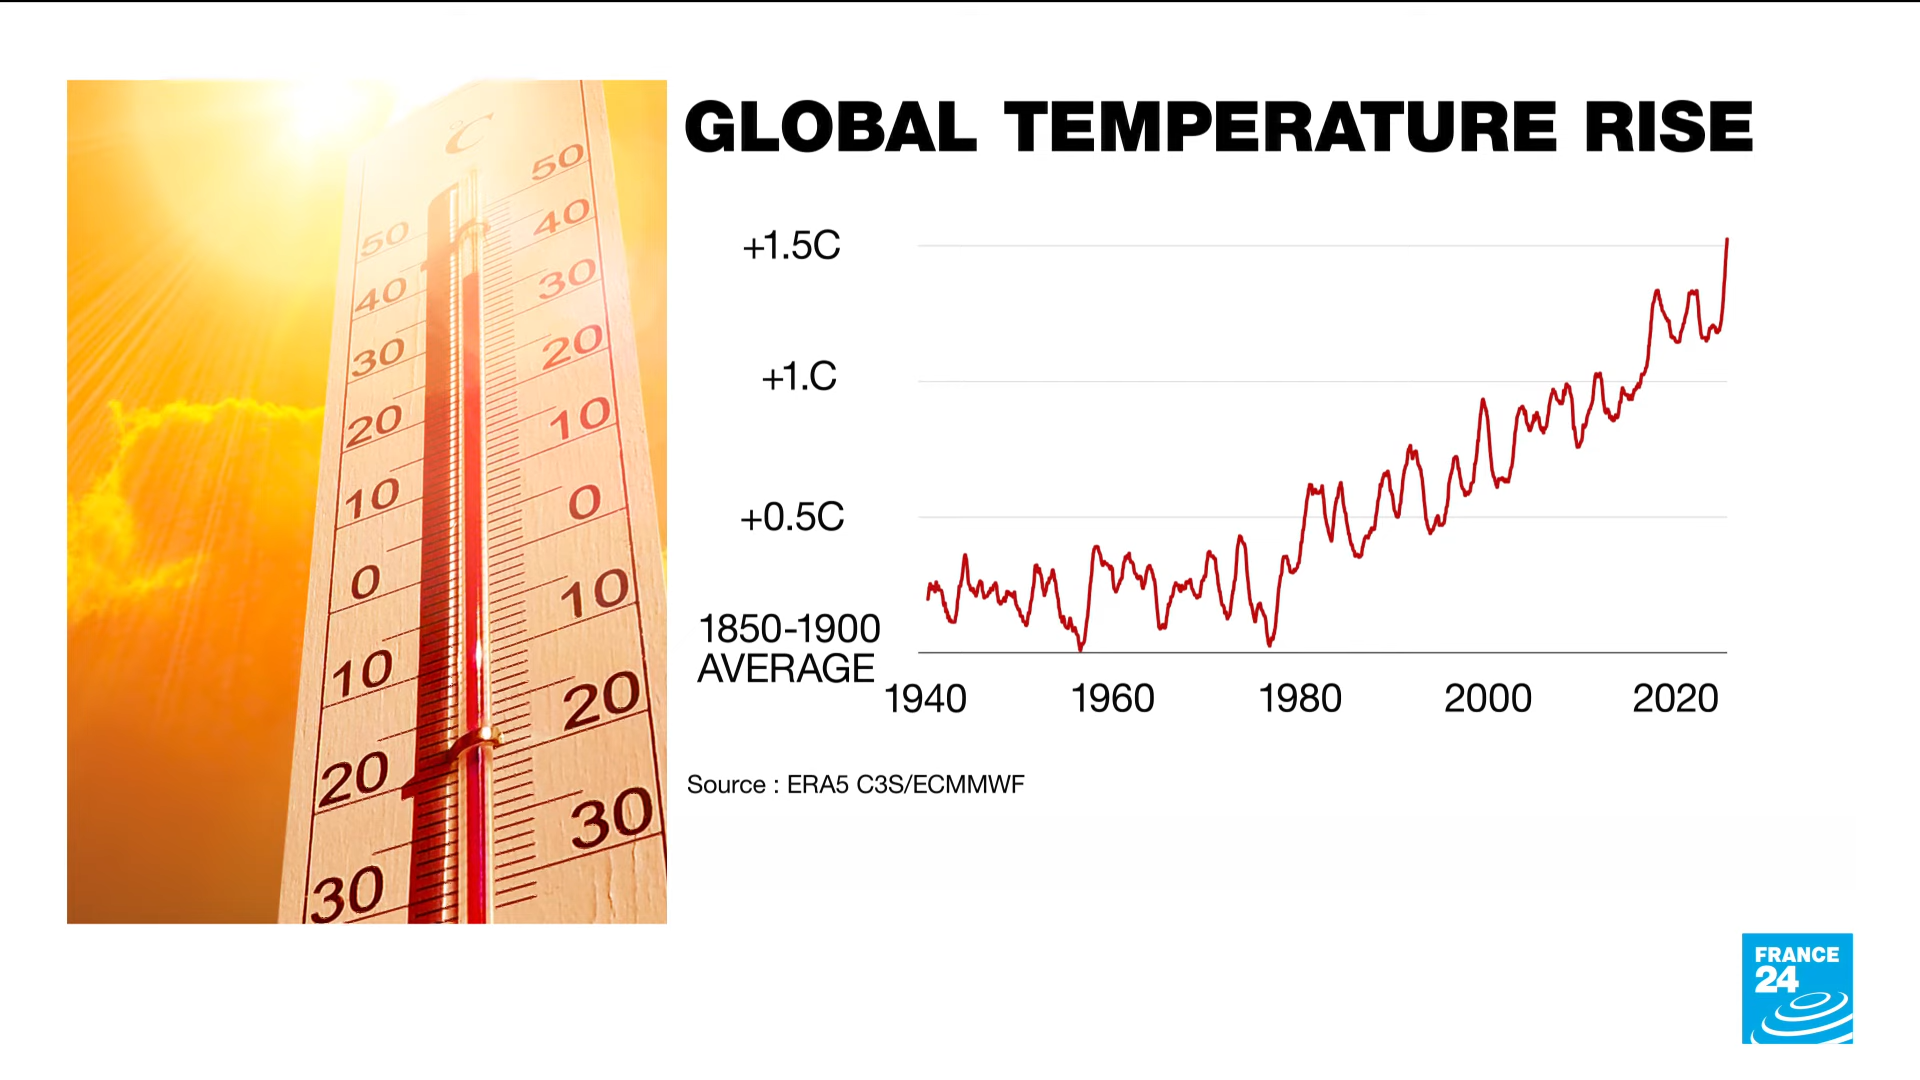 GLOBAL TEMPERATURE RISE
+1.5C
+1.C
+0.5C
1850-1900
AVERAGE
1940 1960 1980 2000 2020
Source : ERA5 C3S/ECMMWF
°C
50
40
30
20
10
0
10
20
30
50
40
30
20
10
0
10
20
30
FRANCE
24